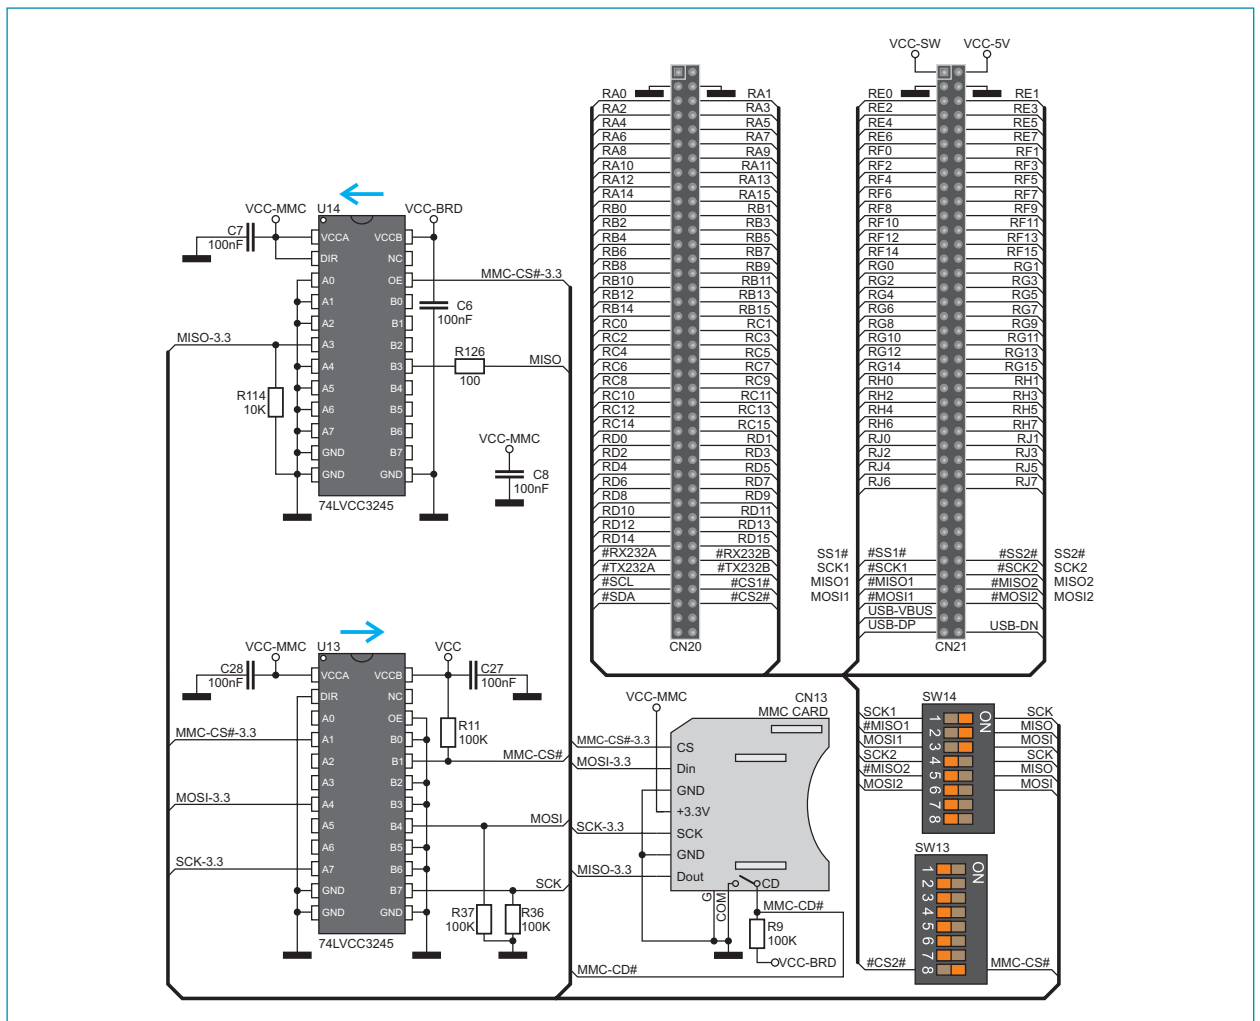 VCC-SW VCC-5V
RA0 RA1 RE0 RE1
RA2 RA3 RE2 RE3
RA4 RA5 RE4 RE5
RA6 RA7 RE6 RE7
RA8 RA9 RF0 RF1
RA10 RA11 RF2 RF3
RA12 RA13 RF4 RF5
RA14 RA15 RF6 RF7
RB0 RB1 RF8 RF9
RB2 RB3 RF10 RF11
RB4 RB5 RF12 RF13
RB6 RB7 RF14 RF15
RB8 RB9 RG0 RG1
RB10 RB11 RG2 RG3
RB12 RB13 RG4 RG5
RB14 RB15 RG6 RG7
RC0 RC1 RG8 RG9
RC2 RC3 RG10 RG11
RC4 RC5 RG12 RG13
RC6 RC7 RG14 RG15
RC8 RC9 RH0 RH1
RC10 RC11 RH2 RH3
RC12 RC13 RH4 RH5
RC14 RC15 RH6 RH7
RD0 RD1 RJ0 RJ1
RD2 RD3 RJ2 RJ3
RD4 RD5 RJ4 RJ5
RD6 RD7 RJ6 RJ7
RD8 RD9
RD10 RD11
RD12 RD13
RD14 RD15
#RX232A #RX232B SS1# #SS1# #SS2# SS2#
#TX232A #TX232B SCK1 #SCK1 #SCK2 SCK2
#SCL #CS1# MISO1 #MISO1 #MISO2 MISO2
#SDA #CS2# MOSI1 #MOSI1 #MOSI2 MOSI2
USB-VBUS
USB-DP USB-DN
CN20 CN21
VCC-MMC U14 VCC-BRD
C7
100nF
VCCA VCCB
DIR NC
A0 OE MMC-CS#-3.3
A1 B0
A2 B1
MISO-3.3 A3 B2
A4 B3
A5 B4
A6 B5
A7 B6
GND B7
GND GND
C6
100nF
R126
100
MISO
R114
10K
VCC-MMC
C8
100nF
74LVCC3245
VCC-MMC U13 VCC
C28
100nF
C27
100nF
VCCA VCCB
DIR NC
A0 OE
MMC-CS#-3.3 A1 B0
A2 B1 MMC-CS#
A3 B2
MOSI-3.3 A4 B3
A5 B4 MOSI
A6 B5
SCK-3.3 A7 B6
GND B7 SCK
GND GND
R11
100K
R37
100K
R36
100K
74LVCC3245
VCC-MMC
CN13
MMC CARD
MMC-CS#-3.3 CS
MOSI-3.3 Din
GND
+3.3V
SCK-3.3 SCK
GND
MISO-3.3 Dout
CD
G
COM
MMC-CD#
R9
100K
VCC-BRD
MMC-CD#
SW14
ON
SCK1 1 SCK
#MISO1 2 MISO
MOSI1 3 MOSI
SCK2 4 SCK
#MISO2 5 MISO
MOSI2 6 MOSI
7
8
SW13
ON
1
2
3
4
5
6
7
#CS2# 8 MMC-CS#